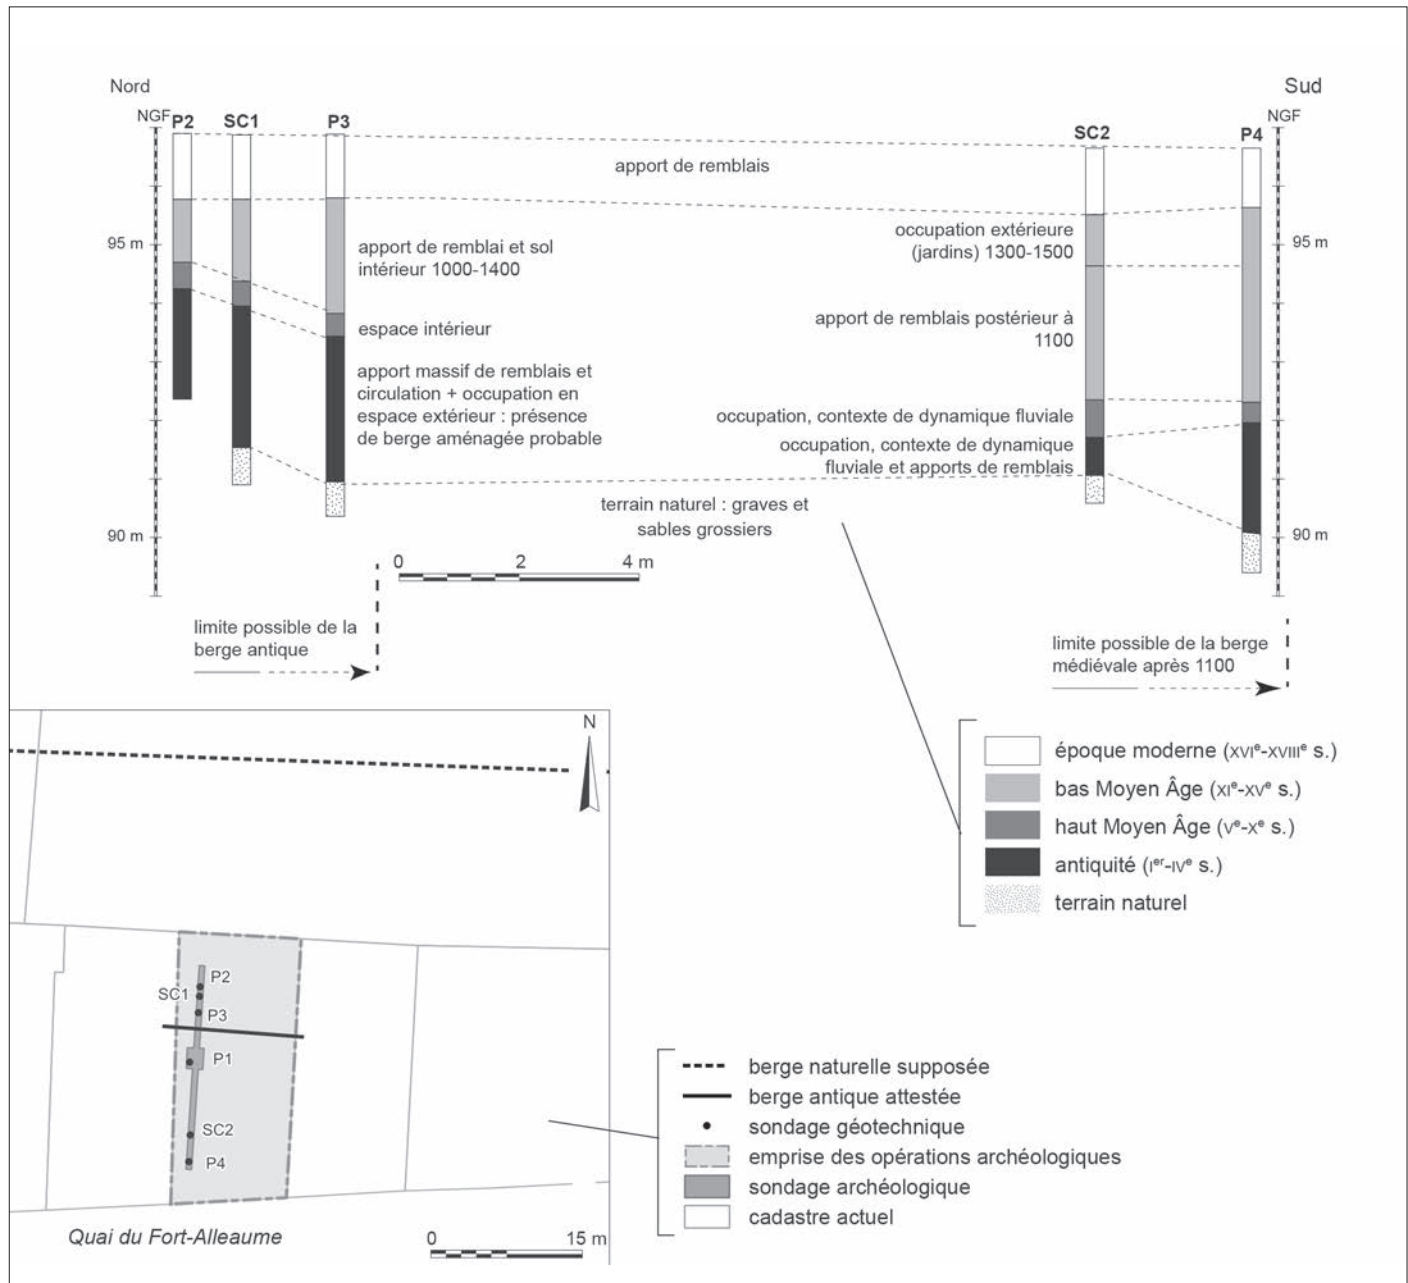 Nord
Sud
NGF
P2
SC1
P3
SC2
P4
NGF
apport de remblais
95 m
apport de remblai et sol
intérieur 1000-1400
occupation extérieure
(jardins) 1300-1500
95 m
espace intérieur
apport de remblais postérieur à
1100
apport massif de remblais et
circulation + occupation en
espace extérieur : présence
de berge aménagée probable
occupation, contexte de dynamique fluviale
occupation, contexte de dynamique
fluviale et apports de remblais
terrain naturel : graves et
sables grossiers
90 m
90 m
0 2 4 m
limite possible de la
berge antique
limite possible de la berge
médiévale après 1100
époque moderne (XVIe-XVIIIe s.)
bas Moyen Âge (XIe-XVe s.)
haut Moyen Âge (Ve-Xe s.)
antiquité (Ier-IVe s.)
terrain naturel
N
P2
SC1
P3
P1
SC2
P4
Quai du Fort-Alleaume
0 15 m
berge naturelle supposée
berge antique attestée
sondage géotechnique
emprise des opérations archéologiques
sondage archéologique
cadastre actuel